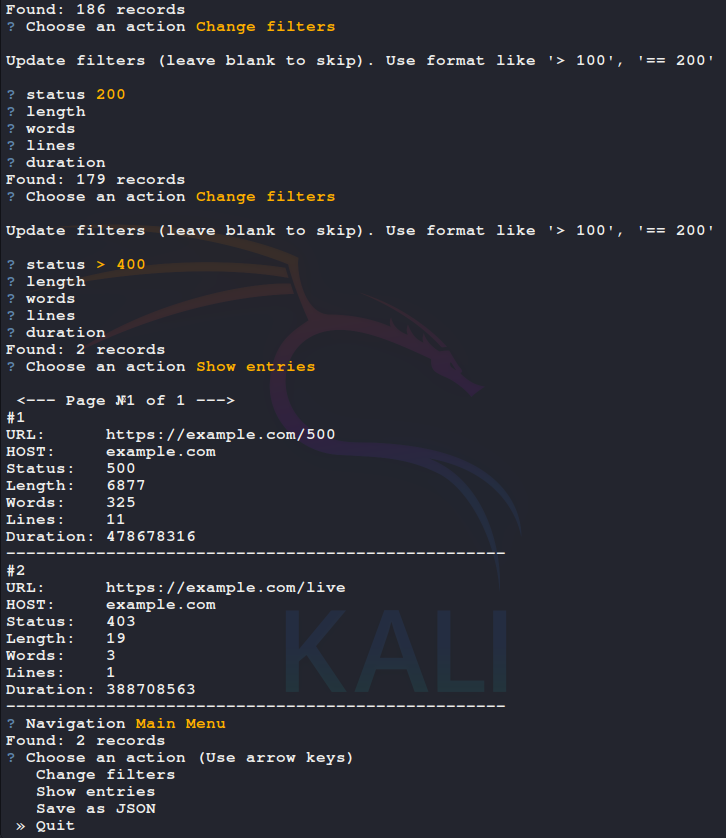 Found: 186 records
? Choose an action Change filters
Update filters (leave blank to skip). Use format like '> 100', '== 200'
? status 200
? length
? words
? lines
? duration
Found: 179 records
? Choose an action Change filters
Update filters (leave blank to skip). Use format like '> 100', '== 200'
? status > 400
? length
? words
? lines
? duration
Found: 2 records
? Choose an action Show entries
<--- Page №1 of 1 --->
#1
URL: https://example.com/500
HOST: example.com
Status: 500
Length: 6877
Words: 325
Lines: 11
Duration: 478678316
--------------------------------------------------
#2
URL: https://example.com/live
HOST: example.com
Status: 403
Length: 19
Words: 3
Lines: 1
Duration: 388708563
--------------------------------------------------
? Navigation Main Menu
Found: 2 records
? Choose an action (Use arrow keys)
Change filters
Show entries
Save as JSON
» Quit
KALI